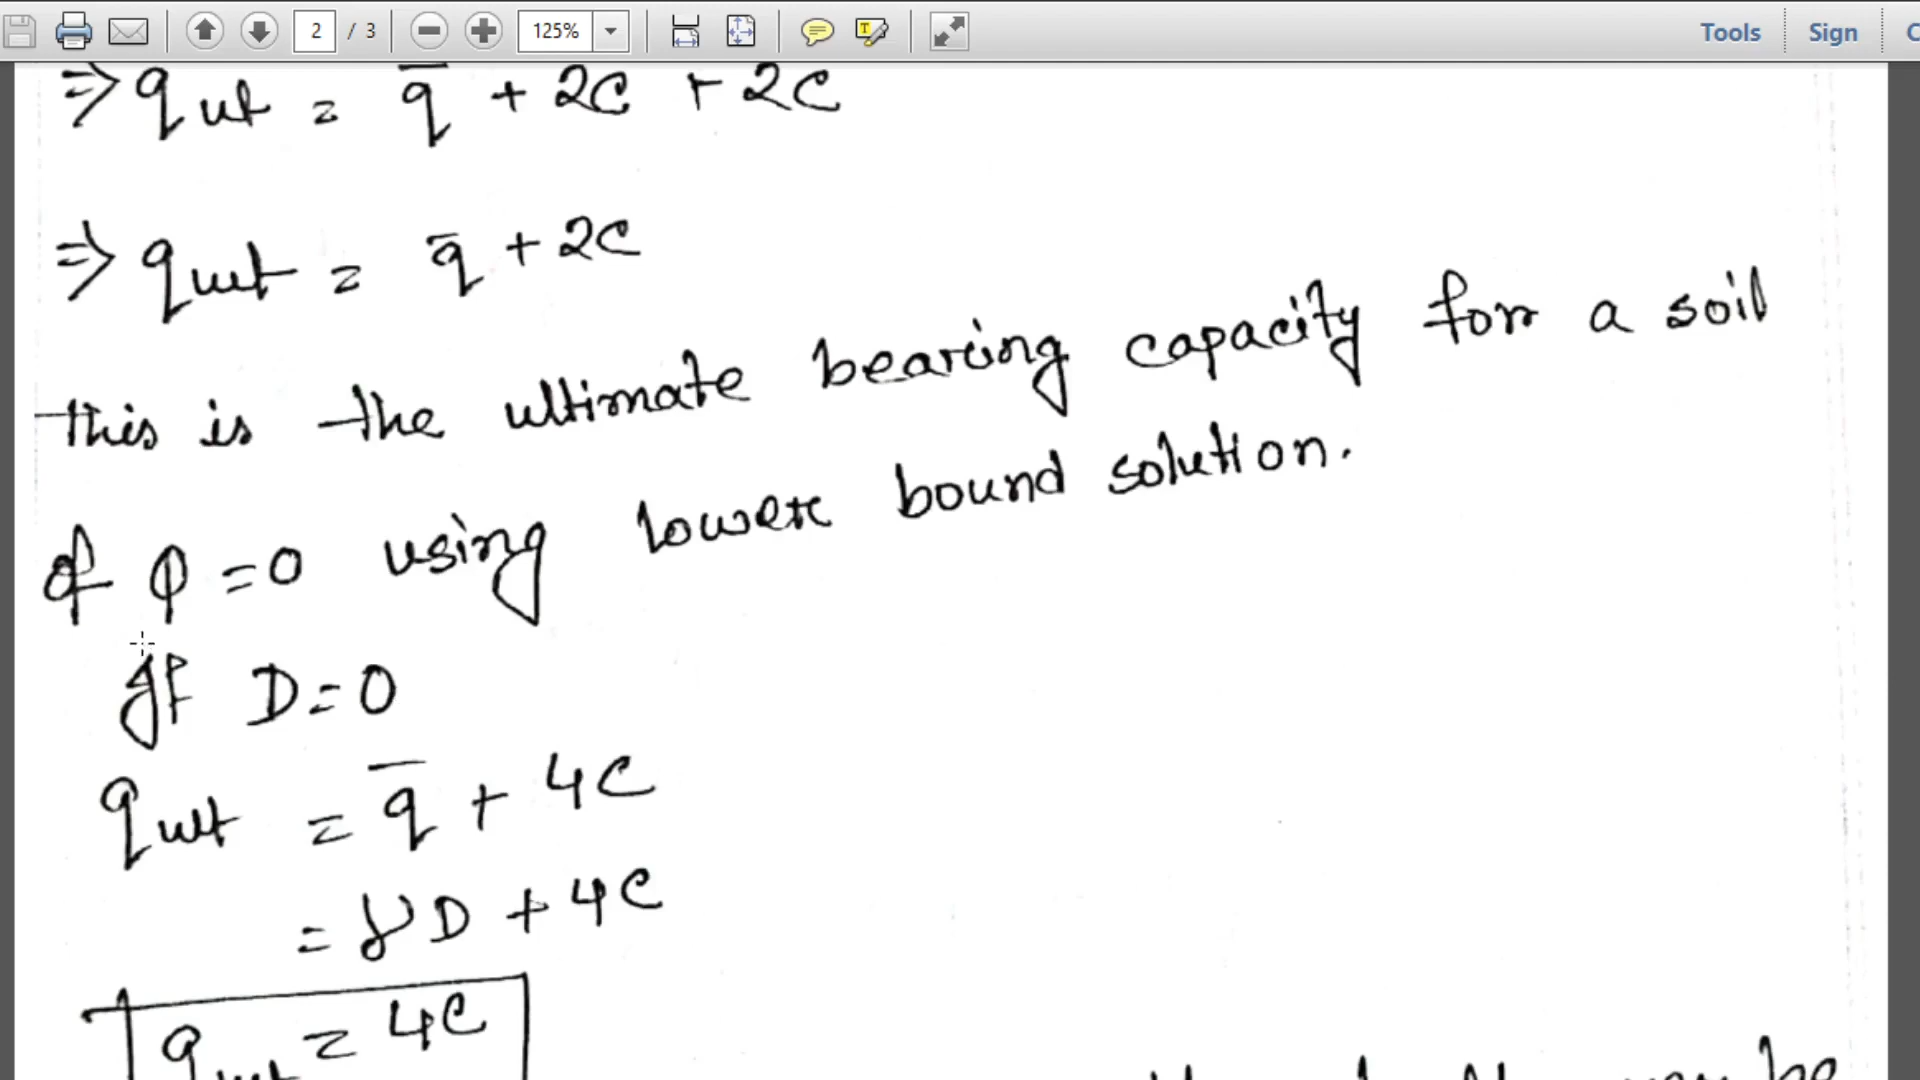 2 / 3 125% Tools Sign C
⇒ qult = q̄ + 2C + 2C
⇒ qult = q̄ + 2C
This is the ultimate bearing capacity for a soil
of φ = 0 using lower bound solution.
If D = 0
qult = q̄ + 4C
= γD + 4C
qult = 4C